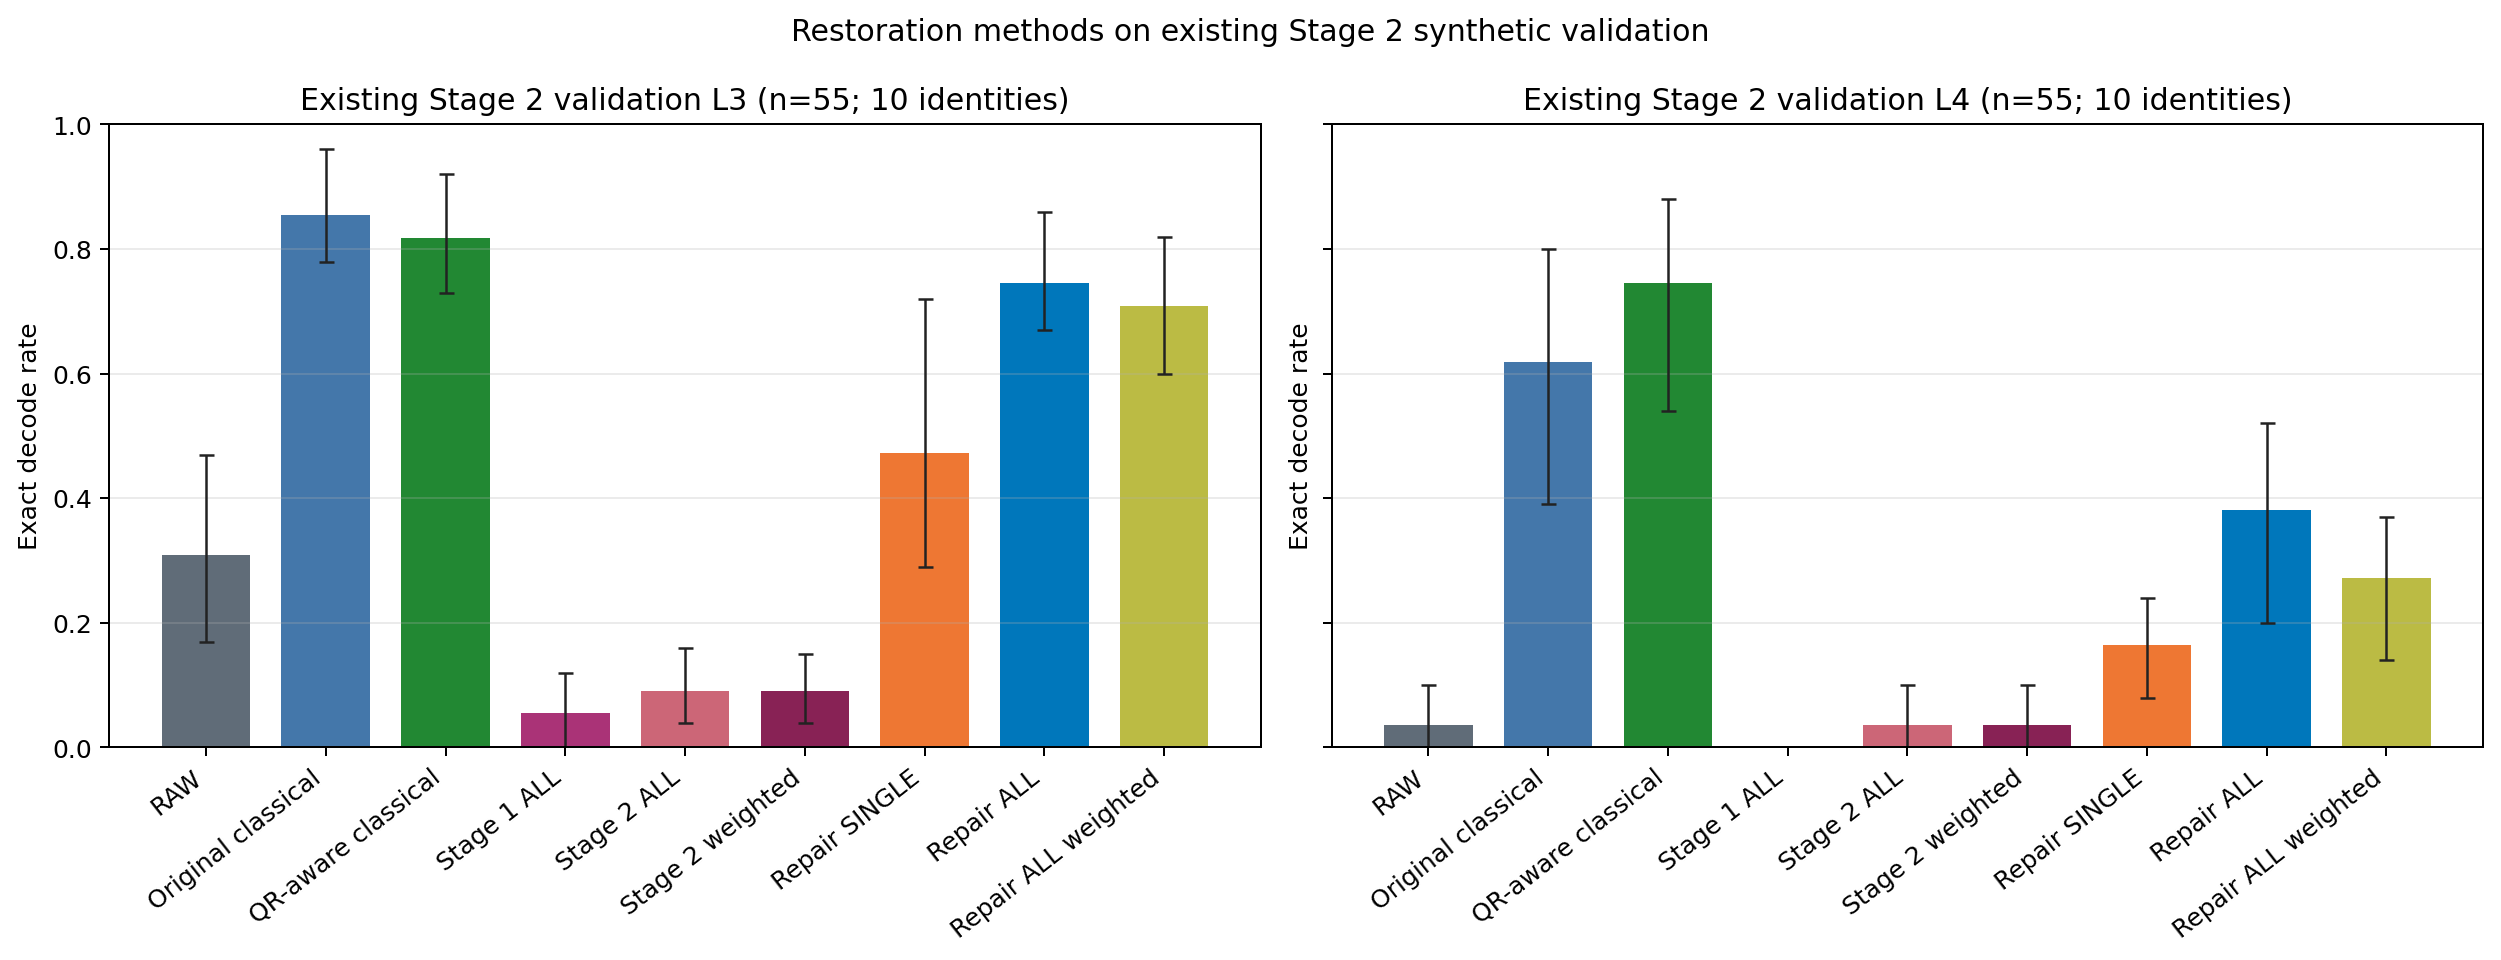 Restoration methods on existing Stage 2 synthetic validation
Existing Stage 2 validation L3 (n=55; 10 identities)
Exact decode rate
1.0
0.8
0.6
0.4
0.2
0.0
RAW
Original classical
QR-aware classical
Stage 1 ALL
Stage 2 ALL
Stage 2 weighted
Repair SINGLE
Repair ALL
Repair ALL weighted
Existing Stage 2 validation L4 (n=55; 10 identities)
Exact decode rate
RAW
Original classical
QR-aware classical
Stage 1 ALL
Stage 2 ALL
Stage 2 weighted
Repair SINGLE
Repair ALL
Repair ALL weighted